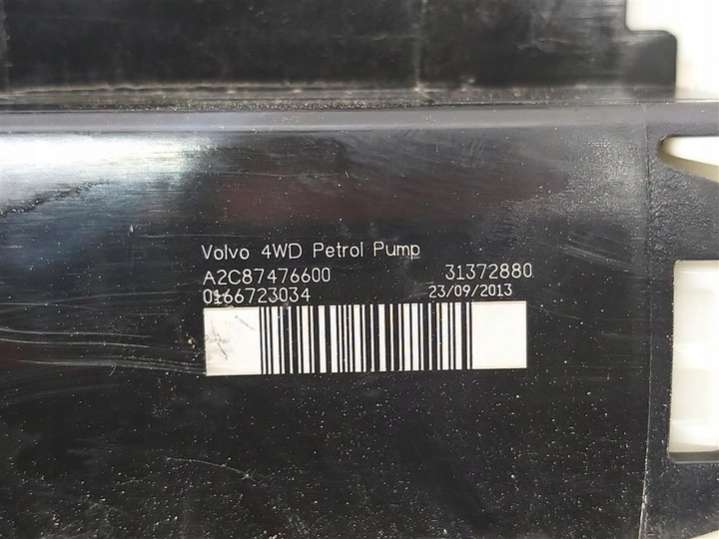 Volvo 4WD Petrol Pump
A2C87476600 31372880
0166723034 23/09/2013